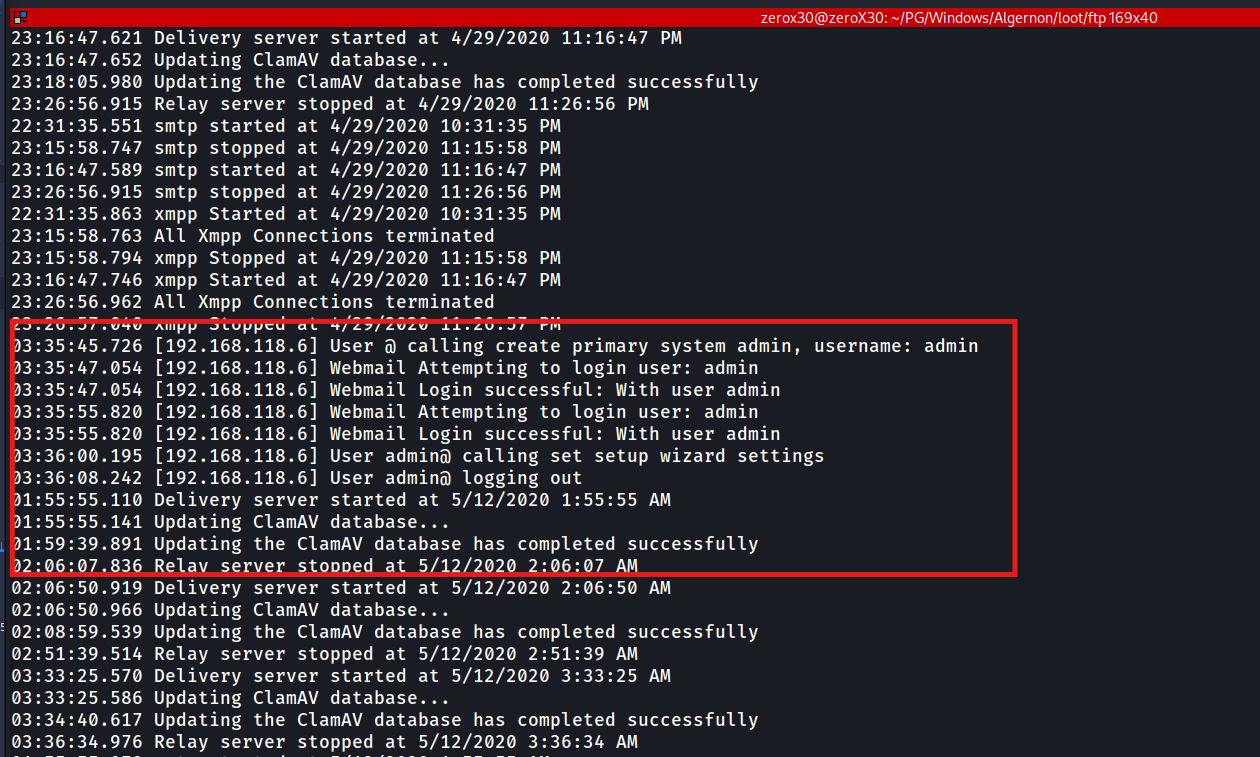 zerox30@zeroX30: ~/PG/Windows/Algernon/loot/ftp 169x40
23:16:47.621 Delivery server started at 4/29/2020 11:16:47 PM
23:16:47.652 Updating ClamAV database...
23:18:05.980 Updating the ClamAV database has completed successfully
23:26:56.915 Relay server stopped at 4/29/2020 11:26:56 PM
22:31:35.551 smtp started at 4/29/2020 10:31:35 PM
23:15:58.747 smtp stopped at 4/29/2020 11:15:58 PM
23:16:47.589 smtp started at 4/29/2020 11:16:47 PM
23:26:56.915 smtp stopped at 4/29/2020 11:26:56 PM
22:31:35.863 xmpp Started at 4/29/2020 10:31:35 PM
23:15:58.763 All Xmpp Connections terminated
23:15:58.794 xmpp Stopped at 4/29/2020 11:15:58 PM
23:16:47.746 xmpp Started at 4/29/2020 11:16:47 PM
23:26:56.962 All Xmpp Connections terminated
23:26:57.040 xmpp Stopped at 4/29/2020 11:26:57 PM
03:35:45.726 [192.168.118.6] User @ calling create primary system admin, username: admin
03:35:47.054 [192.168.118.6] Webmail Attempting to login user: admin
03:35:47.054 [192.168.118.6] Webmail Login successful: With user admin
03:35:55.820 [192.168.118.6] Webmail Attempting to login user: admin
03:35:55.820 [192.168.118.6] Webmail Login successful: With user admin
03:36:00.195 [192.168.118.6] User admin@ calling set setup wizard settings
03:36:08.242 [192.168.118.6] User admin@ logging out
01:55:55.110 Delivery server started at 5/12/2020 1:55:55 AM
01:55:55.141 Updating ClamAV database...
01:59:39.891 Updating the ClamAV database has completed successfully
02:06:07.836 Relay server stopped at 5/12/2020 2:06:07 AM
02:06:50.919 Delivery server started at 5/12/2020 2:06:50 AM
02:06:50.966 Updating ClamAV database...
02:08:59.539 Updating the ClamAV database has completed successfully
02:51:39.514 Relay server stopped at 5/12/2020 2:51:39 AM
03:33:25.570 Delivery server started at 5/12/2020 3:33:25 AM
03:33:25.586 Updating ClamAV database...
03:34:40.617 Updating the ClamAV database has completed successfully
03:36:34.976 Relay server stopped at 5/12/2020 3:36:34 AM